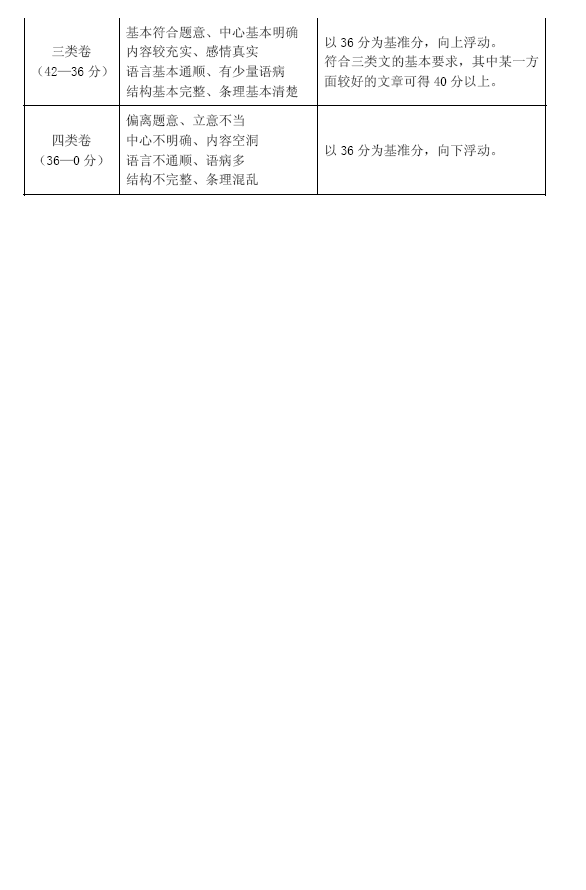 三类卷
（42—36 分）
基本符合题意、中心基本明确
内容较充实、感情真实
语言基本通顺、有少量语病
结构基本完整、条理基本清楚
以 36 分为基准分，向上浮动。
符合三类文的基本要求，其中某一方
面较好的文章可得 40 分以上。
四类卷
（36—0 分）
偏离题意、立意不当
中心不明确、内容空洞
语言不通顺、语病多
结构不完整、条理混乱
以 36 分为基准分，向下浮动。